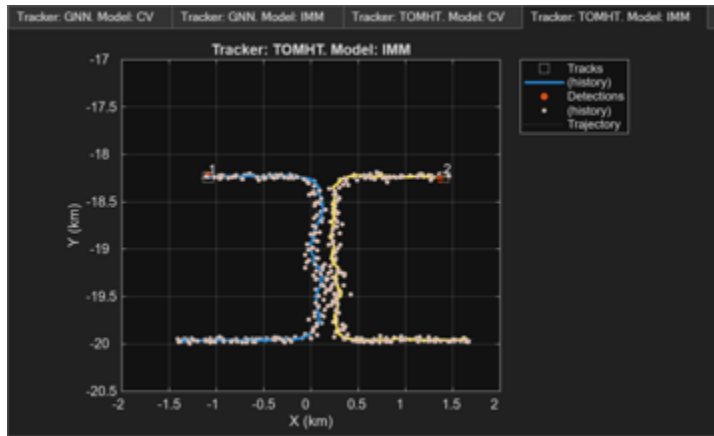 Tracker: GNN. Model: CV
Tracker: GNN. Model: IMM
Tracker: TOMHT. Model: CV
Tracker: TOMHT. Model: IMM
Tracker: TOMHT. Model: IMM
Tracks
(history)
Detections
(history)
Trajectory
-17
-17.5
-18
-18.5
-19
-19.5
-20
-20.5
Y (km)
1
2
-2 -1.5 -1 -0.5 0 0.5 1 1.5 2
X (km)